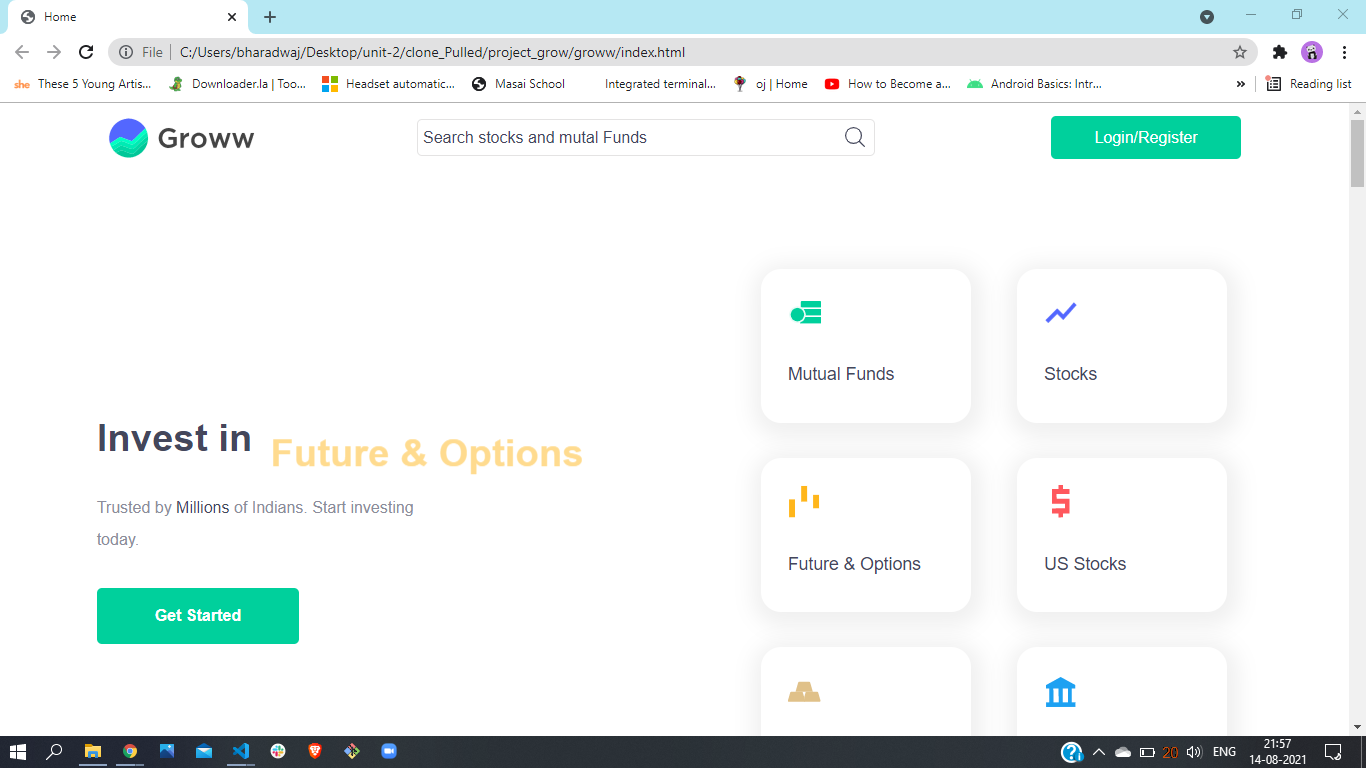 Home
File
C:/Users/bharadwaj/Desktop/unit-2/clone_Pulled/project_grow/groww/index.html
she These 5 Young Artis... Downloader.la | Too... Headset automatic... Masai School Integrated terminal... oj | Home How to Become a... Android Basics: Intr... » Reading list
Groww
Search stocks and mutal Funds
Login/Register
Mutual Funds
Stocks
Invest in Future & Options
Trusted by Millions of Indians. Start investing
today.
Future & Options
US Stocks
Get Started
20
ENG
21:57
14-08-2021